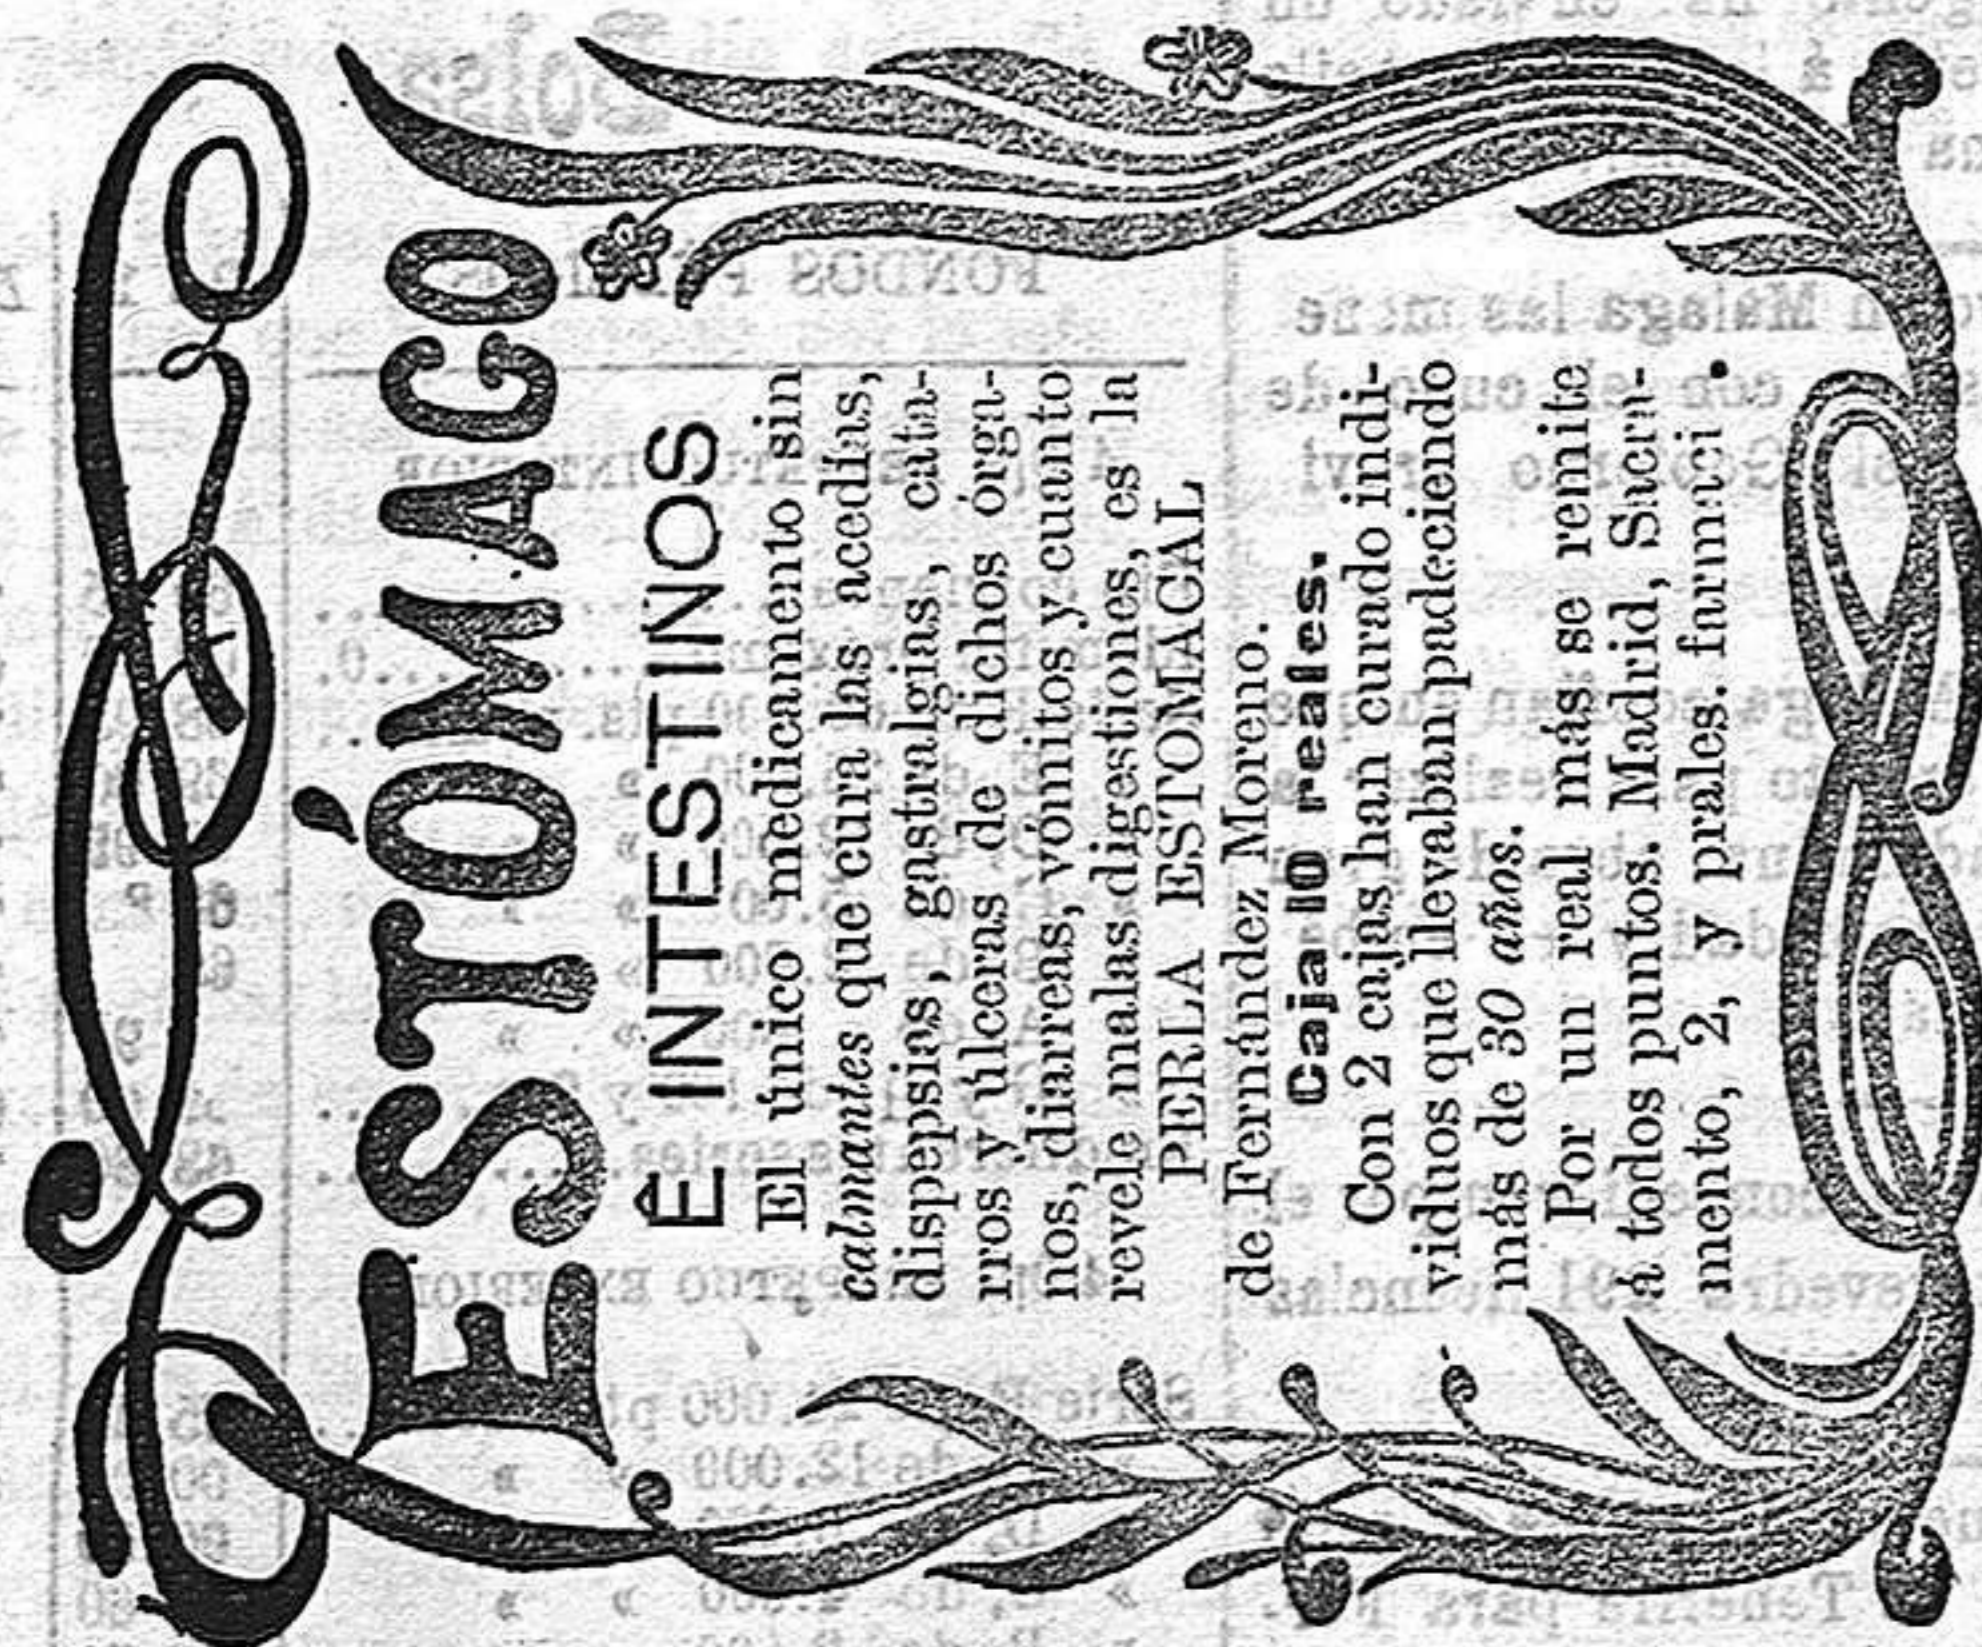 ESTÓMAGO
Ê INTESTINOS
El único medicamento sin
calmantes que cura las acedías,
dispepsias, gastralgias, cata-
rros y úlceras de dichos órga-
nos, diarreas, vómitos y cuanto
revele malas digestiones, es la
PERLA ESTOMACAL
de Fernández Moreno.
Caja 10 reales.
Con 2 cajas han curado indi-
viduos que llevaban padeciendo
más de 30 años.
Por un real más se remite
á todos puntos. Madrid, Sacra-
mento, 2, y prales. farmaci .